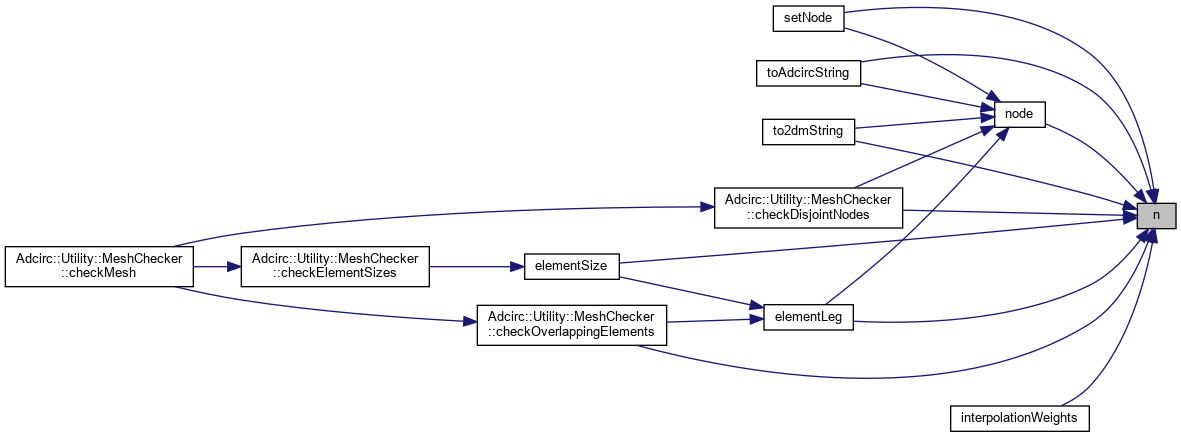 setNode
toAdcircString
node
to2dmString
Adcirc::Utility::MeshChecker
::checkDisjointNodes
n
Adcirc::Utility::MeshChecker
::checkMesh
Adcirc::Utility::MeshChecker
::checkElementSizes
elementSize
Adcirc::Utility::MeshChecker
::checkOverlappingElements
elementLeg
interpolationWeights